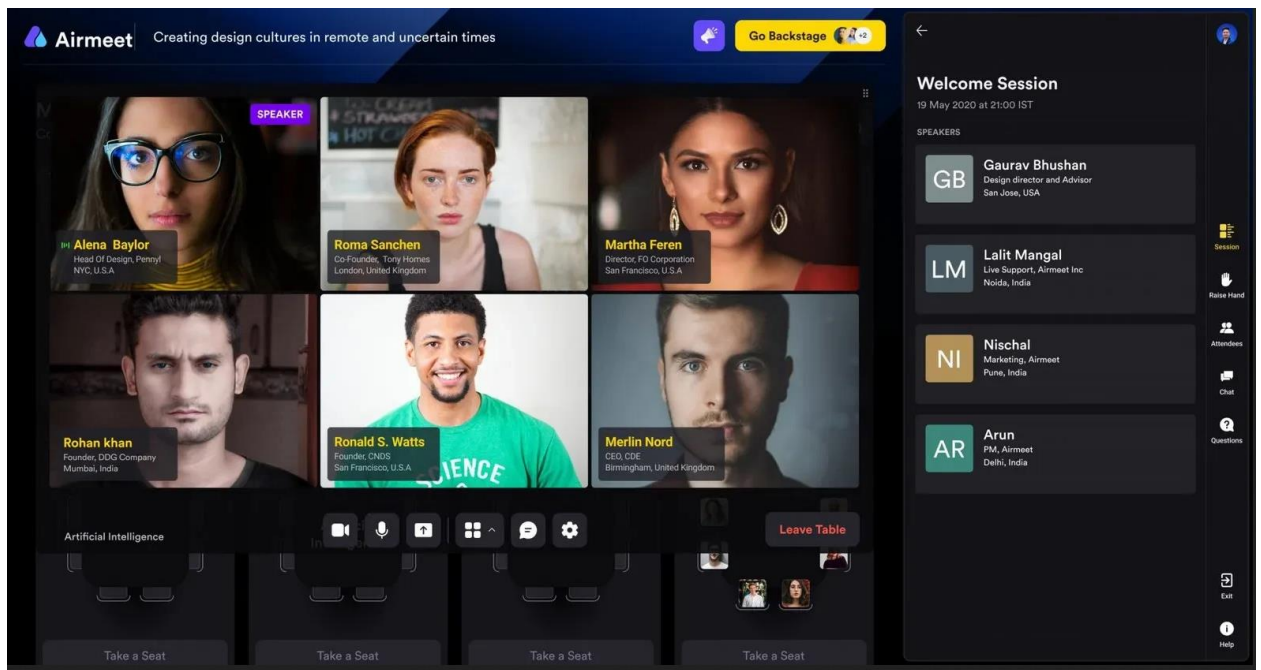 Airmeet
Creating design cultures in remote and uncertain times
Go Backstage
+2
SPEAKER
CREAM
HOT
Alena Baylor
Head Of Design, Pennyl
NYC, U.S.A
Roma Sanchen
Co-Founder, Tony Homes
London, United Kingdom
Martha Feren
Director, FO Corporation
San Francisco, U.S.A
Rohan khan
Founder, DDG Company
Mumbai, India
Ronald S. Watts
Founder, CNDS
San Francisco, U.S.A
SCIENCE
Merlin Nord
CEO, CDE
Birmingham, United Kingdom
Artificial Intelligence
Leave Table
Take a Seat
Take a Seat
Take a Seat
Take a Seat
Welcome Session
19 May 2020 at 21:00 IST
SPEAKERS
GB
Gaurav Bhushan
Design director and Advisor
San Jose, USA
LM
Lalit Mangal
Live Support, Airmeet Inc
Noida, India
NI
Nischal
Marketing, Airmeet
Pune, India
AR
Arun
PM, Airmeet
Delhi, India
Session
Raise Hand
Attendees
Chat
Questions
Exit
Help